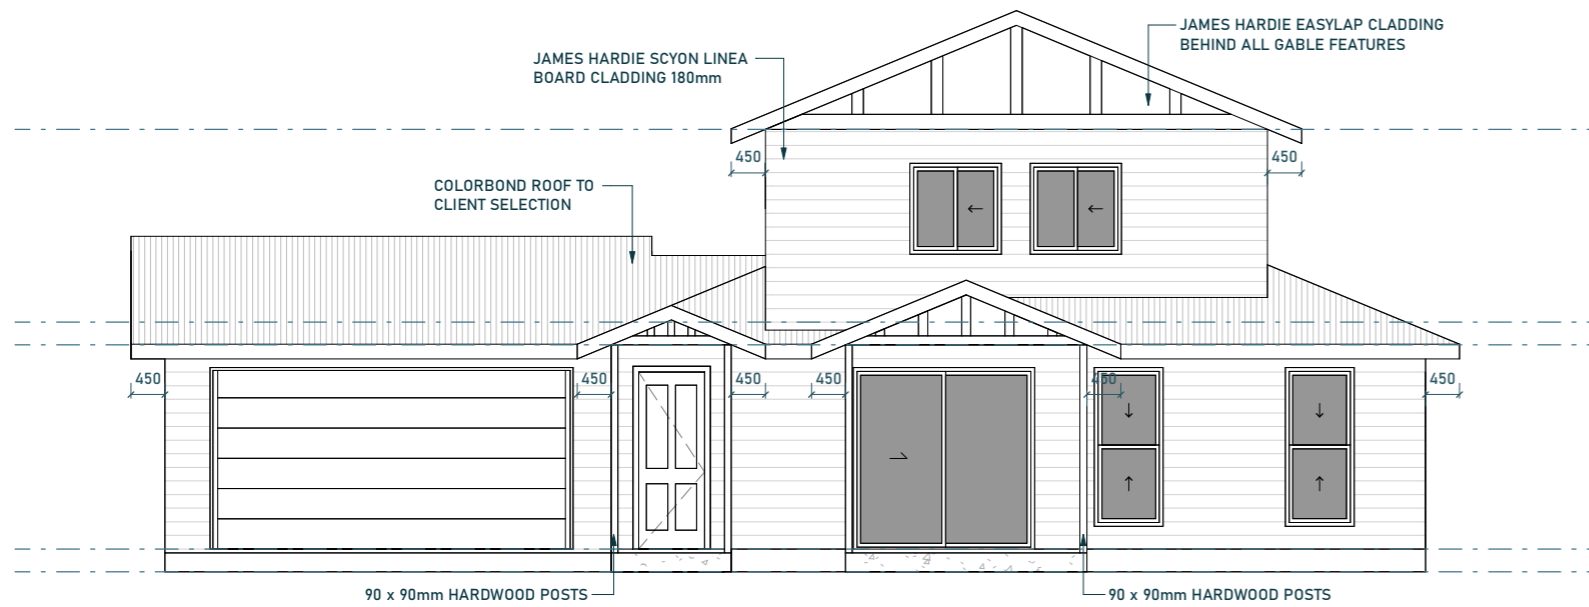 JAMES HARDIE EASYLAP CLADDING
BEHIND ALL GABLE FEATURES
JAMES HARDIE SCYON LINEA
BOARD CLADDING 180mm
450
450
COLORBOND ROOF TO
CLIENT SELECTION
450
450
450
450
450
450
90 x 90mm HARDWOOD POSTS
90 x 90mm HARDWOOD POSTS